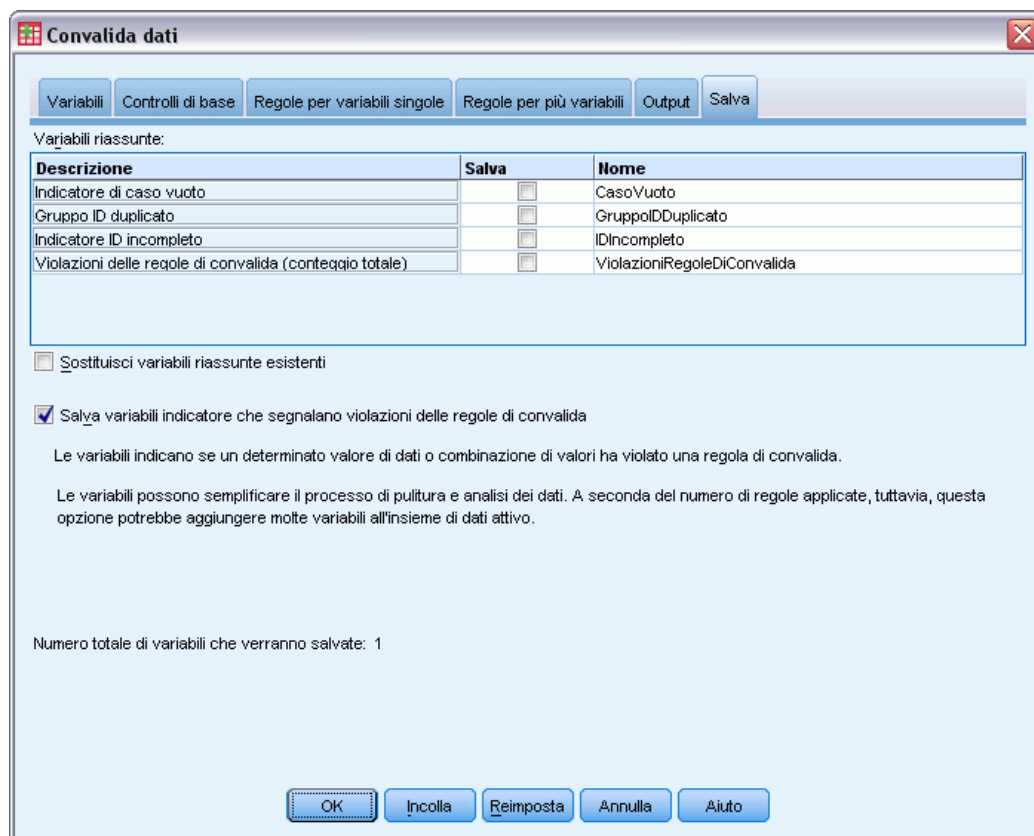 Convalida dati
Variabili Controlli di base Regole per variabili singole Regole per più variabili Output Salva
Variabili riassunte:
Descrizione Salva Nome
Indicatore di caso vuoto CasoVuoto
Gruppo ID duplicato GruppoIDDuplicato
Indicatore ID incompleto IDIncompleto
Violazioni delle regole di convalida (conteggio totale) ViolazioniRegoleDiConvalida
Sostituisci variabili riassunte esistenti
Salva variabili indicatore che segnalano violazioni delle regole di convalida
Le variabili indicano se un determinato valore di dati o combinazione di valori ha violato una regola di convalida.
Le variabili possono semplificare il processo di pulitura e analisi dei dati. A seconda del numero di regole applicate, tuttavia, questa
opzione potrebbe aggiungere molte variabili all'insieme di dati attivo.
Numero totale di variabili che verranno salvate: 1
OK Incolla Reimposta Annulla Aiuto